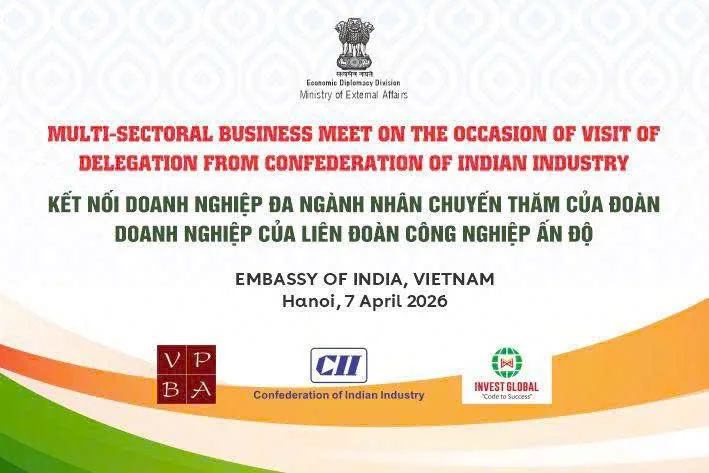 सत्यमेव जयते
Economic Diplomacy Division
Ministry of External Affairs
MULTI-SECTORAL BUSINESS MEET ON THE OCCASION OF VISIT OF
DELEGATION FROM CONFEDERATION OF INDIAN INDUSTRY
KẾT NỐI DOANH NGHIỆP ĐA NGÀNH NHÂN CHUYẾN THĂM CỦA ĐOÀN
DOANH NGHIỆP CỦA LIÊN ĐOÀN CÔNG NGHIỆP ẤN ĐỘ
EMBASSY OF INDIA, VIETNAM
Hanoi, 7 April 2026
V P
B A
CII
Confederation of Indian Industry
INVEST GLOBAL
"Code to Success"